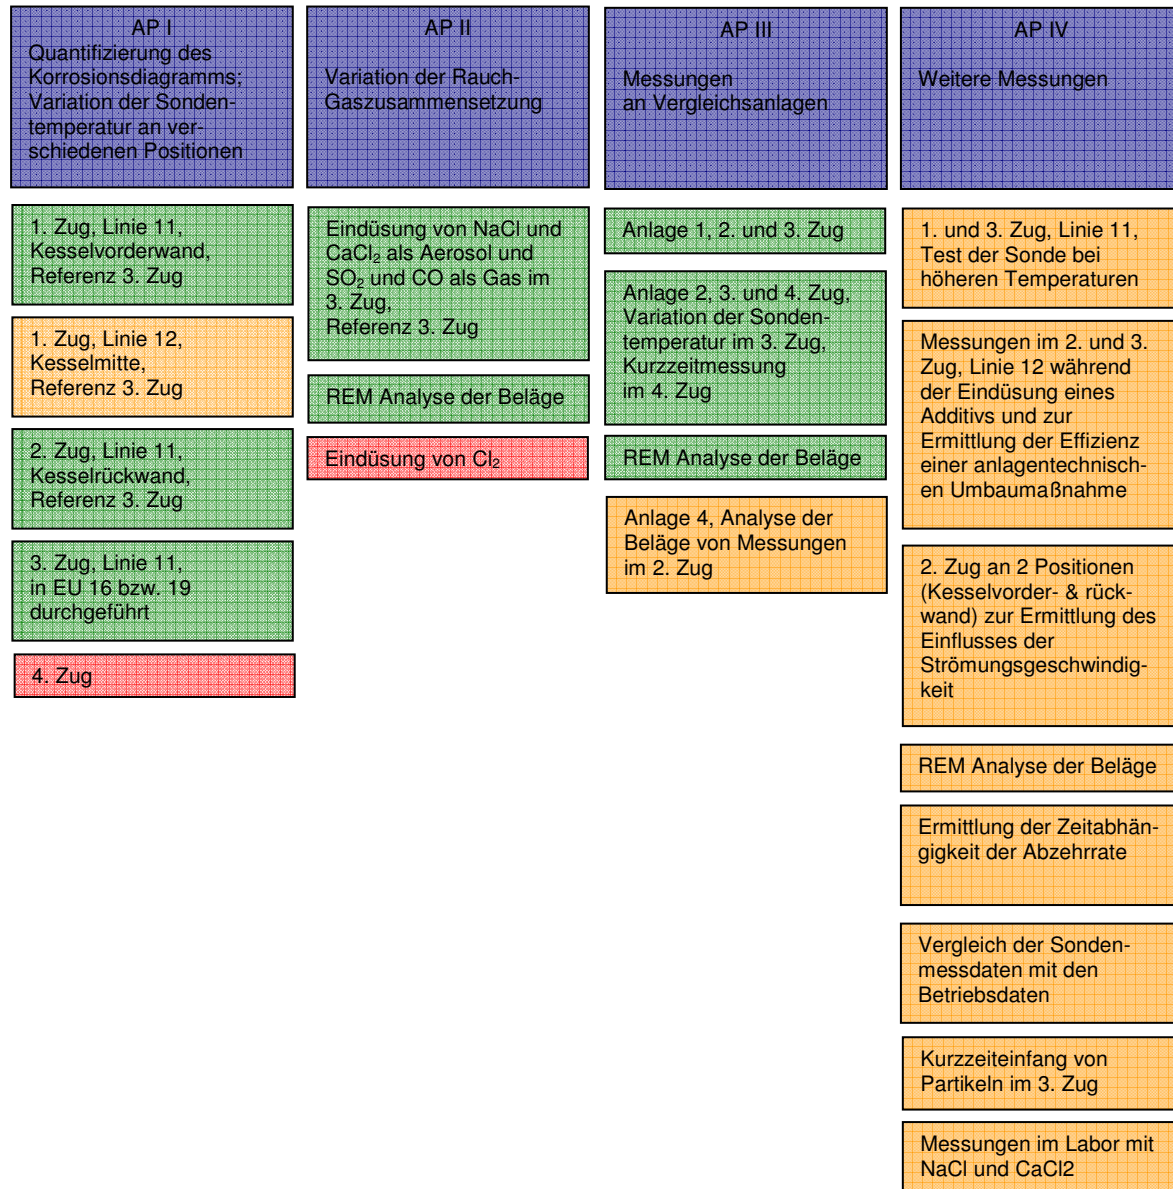 AP I
Quantifizierung des
Korrosionsdiagramms;
Variation der Sonden-
temperatur an ver-
schiedenen Positionen
1. Zug, Linie 11,
Kesselvorderwand,
Referenz 3. Zug
1. Zug, Linie 12,
Kesselmitte,
Referenz 3. Zug
2. Zug, Linie 11,
Kesselrückwand,
Referenz 3. Zug
3. Zug, Linie 11,
in EU 16 bzw. 19
durchgeführt
4. Zug
AP II
Variation der Rauch-
Gaszusammensetzung
Eindüsung von NaCl und
CaCl₂ als Aerosol und
SO₂ und CO als Gas im
3. Zug,
Referenz 3. Zug
REM Analyse der Beläge
Eindüsung von Cl₂
AP III
Messungen
an Vergleichsanlagen
Anlage 1, 2. und 3. Zug
Anlage 2, 3. und 4. Zug,
Variation der Sonden-
temperatur im 3. Zug,
Kurzzeitmessung
im 4. Zug
REM Analyse der Beläge
Anlage 4, Analyse der
Beläge von Messungen
im 2. Zug
AP IV
Weitere Messungen
1. und 3. Zug, Linie 11,
Test der Sonde bei
höheren Temperaturen
Messungen im 2. und 3.
Zug, Linie 12 während
der Eindüsung eines
Additivs und zur
Ermittlung der Effizienz
einer anlagentechnisch-
en Umbaumaßnahme
2. Zug an 2 Positionen
(Kesselvorder- & rück-
wand) zur Ermittlung des
Einflusses der
Strömungsgeschwindig-
keit
REM Analyse der Beläge
Ermittlung der Zeitabhän-
gigkeit der Abzehrrate
Vergleich der Sonden-
messdaten mit den
Betriebsdaten
Kurzzeiteinfang von
Partikeln im 3. Zug
Messungen im Labor mit
NaCl und CaCl2